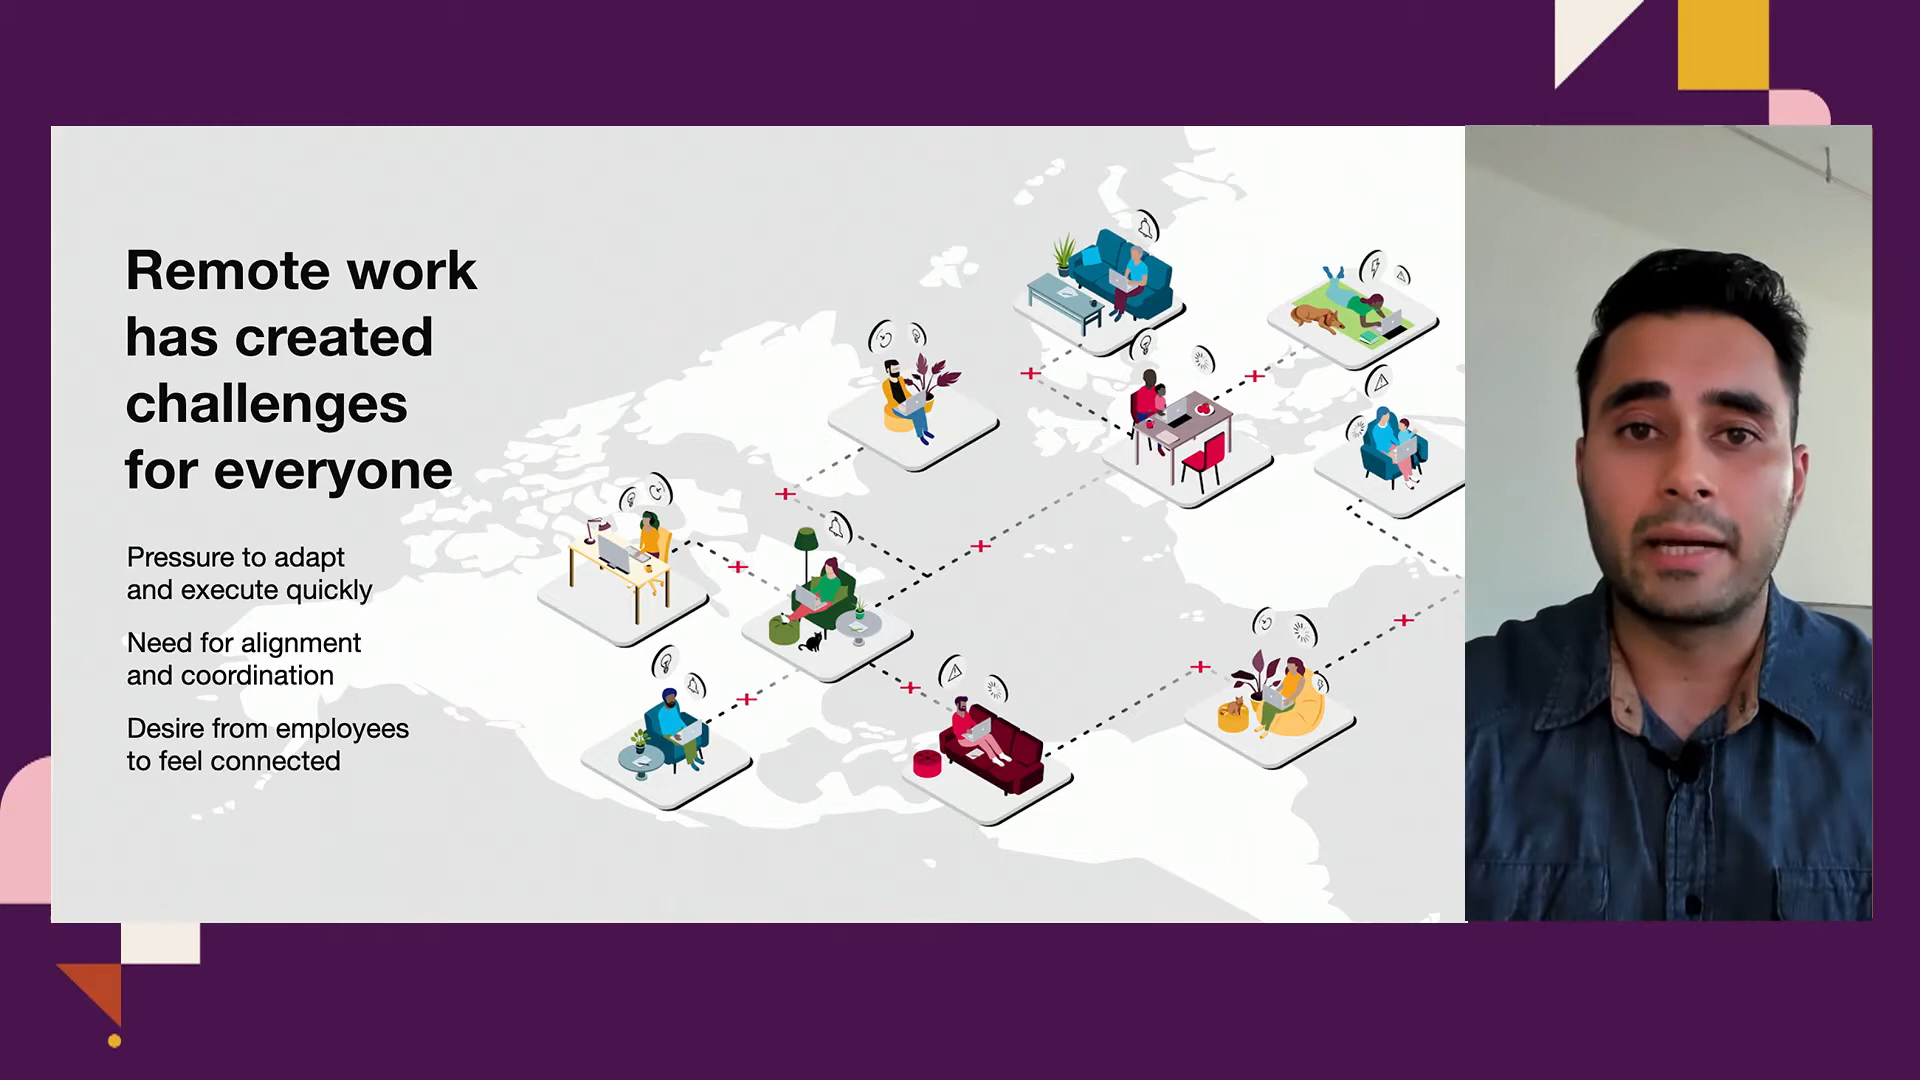 Remote work
has created
challenges
for everyone
Pressure to adapt
and execute quickly
Need for alignment
and coordination
Desire from employees
to feel connected